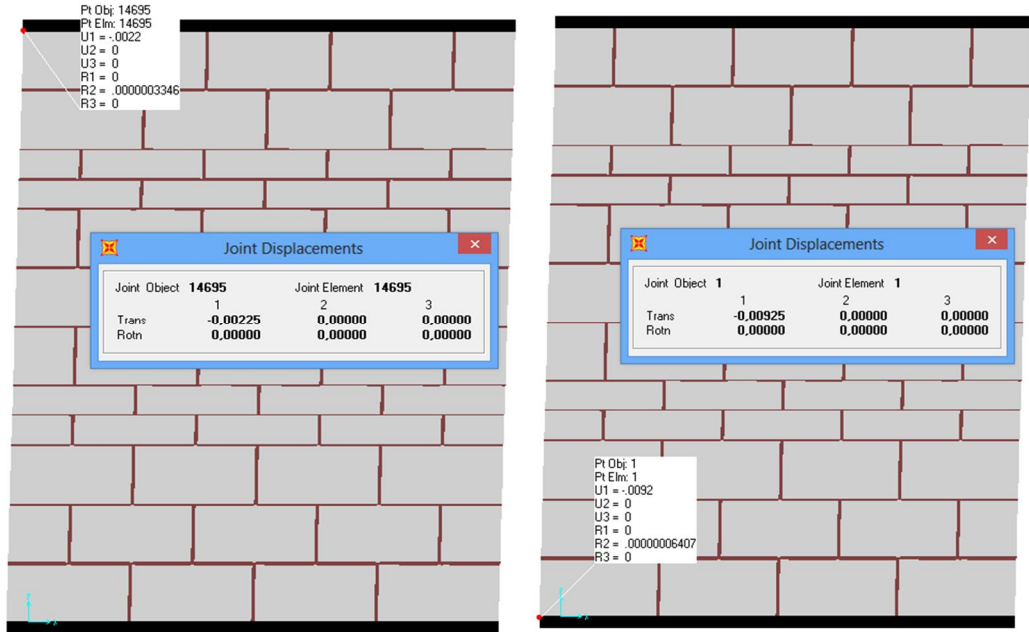 Pt Obj: 14695
Pt Elm: 14695
U1 = -.0022
U2 = 0
U3 = 0
R1 = 0
R2 = .0000003346
R3 = 0
Joint Displacements
Joint Object 14695 Joint Element 14695
1 2 3
Trans -0,00225 0,00000 0,00000
Rotn 0,00000 0,00000 0,00000
Joint Displacements
Joint Object 1 Joint Element 1
1 2 3
Trans -0,00925 0,00000 0,00000
Rotn 0,00000 0,00000 0,00000
Pt Obj: 1
Pt Elm: 1
U1 = -.0092
U2 = 0
U3 = 0
R1 = 0
R2 = .00000006407
R3 = 0